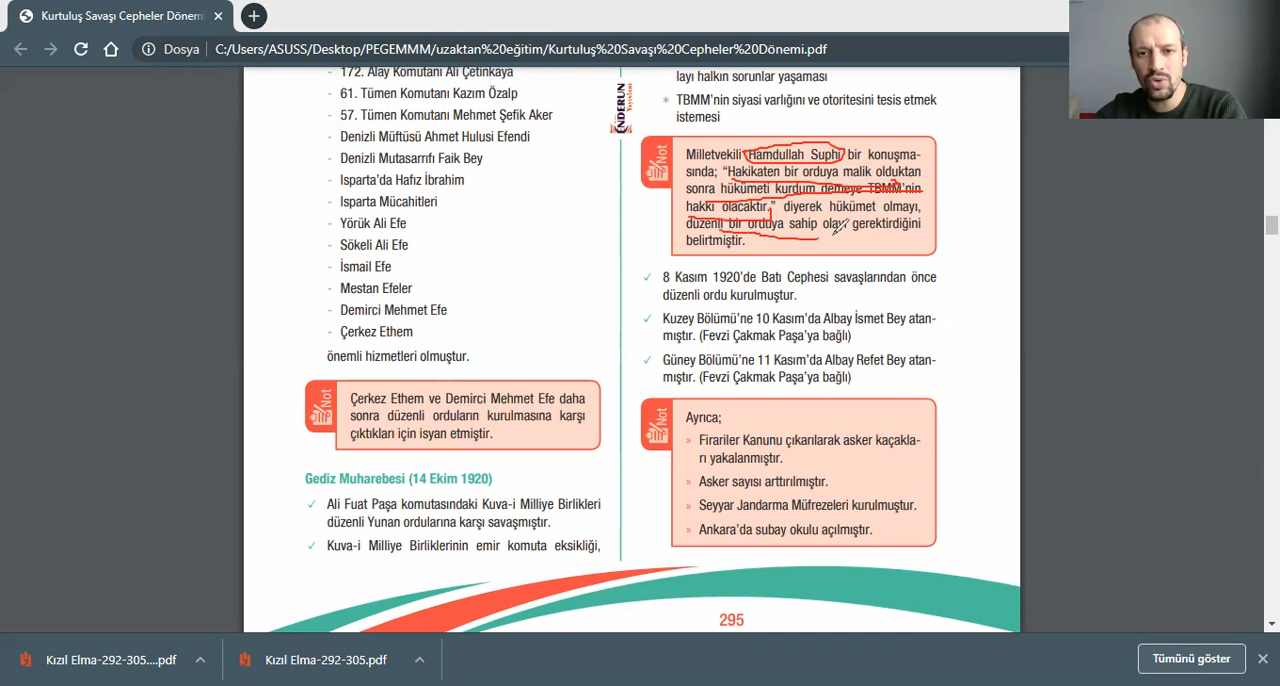 Kurtuluş Savaşı Cepheler Dönem
Dosya
C:/Users/ASUSS/Desktop/PEGEMMM/uzaktan%20eğitim/Kurtuluş%20Savaşı%20Cepheler%20Dönemi.pdf
- 172. Alay Komutanı Ali Çetinkaya
- 61. Tümen Komutanı Kazım Özalp
- 57. Tümen Komutanı Mehmet Şefik Aker
- Denizli Müftüsü Ahmet Hulusi Efendi
- Denizli Mutasarrıfı Faik Bey
- Isparta'da Hafız İbrahim
- Isparta Mücahitleri
- Yörük Ali Efe
- Sökeli Ali Efe
- İsmail Efe
- Mestan Efeler
- Demirci Mehmet Efe
- Çerkez Ethem
önemli hizmetleri olmuştur.
Not
Çerkez Ethem ve Demirci Mehmet Efe daha
sonra düzenli orduların kurulmasına karşı
çıktıkları için isyan etmiştir.
Gediz Muharebesi (14 Ekim 1920)
✓ Ali Fuat Paşa komutasındaki Kuva-i Milliye Birlikleri
düzenli Yunan ordularına karşı savaşmıştır.
✓ Kuva-i Milliye Birliklerinin emir komuta eksikliği,
ENDERUN
Yayınları
layı halkın sorunlar yaşaması
* TBMM'nin siyasi varlığını ve otoritesini tesis etmek
istemesi
Not
Milletvekili Hamdullah Suphi bir konuşma-
sında; "Hakikaten bir orduya malik olduktan
sonra hükümeti kurdum demeye TBMM'nin
hakkı olacaktır." diyerek hükümet olmayı,
düzenli bir orduya sahip gerektirdiğini
belirtmiştir.
✓ 8 Kasım 1920'de Batı Cephesi savaşlarından önce
düzenli ordu kurulmuştur.
✓ Kuzey Bölümü'ne 10 Kasım'da Albay İsmet Bey atan-
mıştır. (Fevzi Çakmak Paşa'ya bağlı)
✓ Güney Bölümü'ne 11 Kasım'da Albay Refet Bey atan-
mıştır. (Fevzi Çakmak Paşa'ya bağlı)
Not
Ayrıca;
» Firariler Kanunu çıkarılarak asker kaçakla-
rı yakalanmıştır.
» Asker sayısı arttırılmıştır.
» Seyyar Jandarma Müfrezeleri kurulmuştur.
» Ankara'da subay okulu açılmıştır.
295
Kızıl Elma-292-305....pdf
Kızıl Elma-292-305.pdf
Tümünü göster